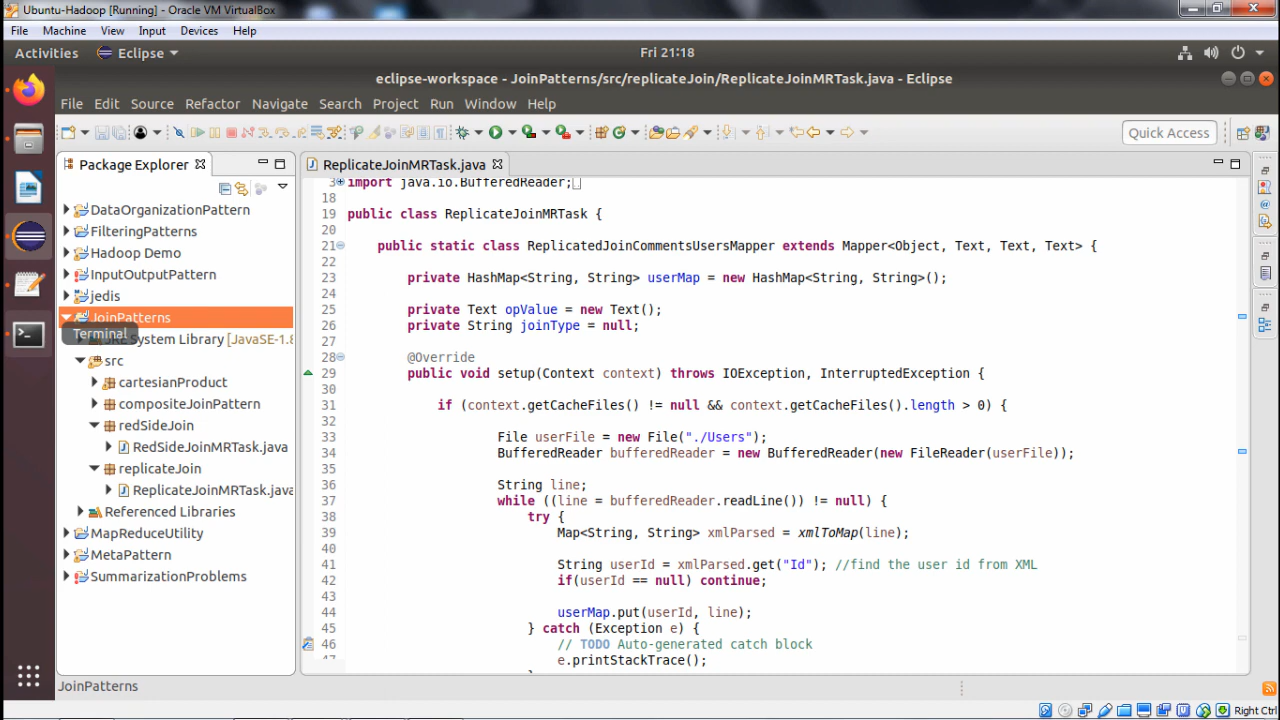 Ubuntu-Hadoop [Running] - Oracle VM VirtualBox
File Machine View Input Devices Help
Activities Eclipse Fri 21:18
eclipse-workspace - JoinPatterns/src/replicateJoin/ReplicateJoinMRTask.java - Eclipse
File Edit Source Refactor Navigate Search Project Run Window Help
Quick Access
Package Explorer
DataOrganizationPattern
FilteringPatterns
Hadoop Demo
InputOutputPattern
jedis
JoinPatterns
Terminal
System Library [JavaSE-1.8
src
cartesianProduct
compositeJoinPattern
redSideJoin
RedSideJoinMRTask.java
replicateJoin
ReplicateJoinMRTask.java
Referenced Libraries
MapReduceUtility
MetaPattern
SummarizationProblems
ReplicateJoinMRTask.java
3 import java.io.BufferedReader;
18
19 public class ReplicateJoinMRTask {
20
21 public static class ReplicatedJoinCommentsUsersMapper extends Mapper<Object, Text, Text, Text> {
22
23 private HashMap<String, String> userMap = new HashMap<String, String>();
24
25 private Text opValue = new Text();
26 private String joinType = null;
27
28 @Override
29 public void setup(Context context) throws IOException, InterruptedException {
30
31 if (context.getCacheFiles() != null && context.getCacheFiles().length > 0) {
32
33 File userFile = new File("./Users");
34 BufferedReader bufferedReader = new BufferedReader(new FileReader(userFile));
35
36 String line;
37 while ((line = bufferedReader.readLine()) != null) {
38 try {
39 Map<String, String> xmlParsed = xmlToMap(line);
40
41 String userId = xmlParsed.get("Id"); //find the user id from XML
42 if(userId == null) continue;
43
44 userMap.put(userId, line);
45 } catch (Exception e) {
46 // TODO Auto-generated catch block
47 e.printStackTrace();
JoinPatterns
Right Ctrl